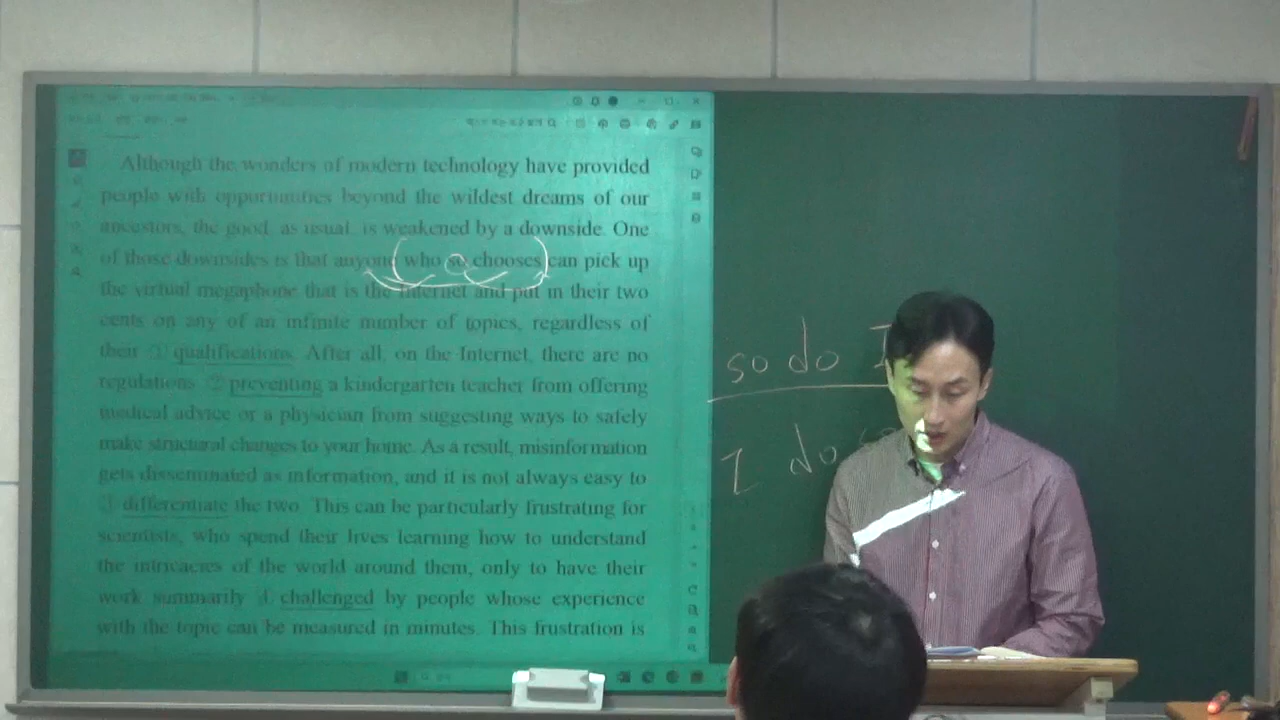 Although the wonders of modern technology have provided
people with opportunities beyond the wildest dreams of our
ancestors, the good, as usual, is weakened by a downside. One
of those downsides is that anyone who so chooses can pick up
the virtual megaphone that is the Internet and put in their two
cents on any of an infinite number of topics, regardless of
their ① qualifications. After all, on the Internet, there are no
regulations ② preventing a kindergarten teacher from offering
medical advice or a physician from suggesting ways to safely
make structural changes to your home. As a result, misinformation
gets disseminated as information, and it is not always easy to
③ differentiate the two. This can be particularly frustrating for
scientists, who spend their lives learning how to understand
the intricacies of the world around them, only to have their
work summarily ④ challenged by people whose experience
with the topic can be measured in minutes. This frustration is
so do I
I do